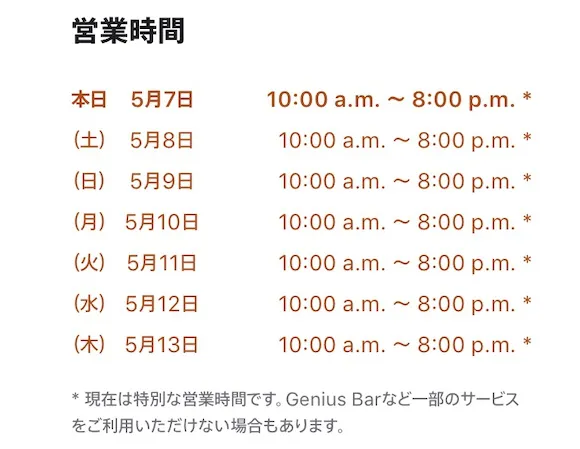 営業時間
本日 5月7日 10:00 a.m. 〜 8:00 p.m. *
(土) 5月8日 10:00 a.m. 〜 8:00 p.m. *
(日) 5月9日 10:00 a.m. 〜 8:00 p.m. *
(月) 5月10日 10:00 a.m. 〜 8:00 p.m. *
(火) 5月11日 10:00 a.m. 〜 8:00 p.m. *
(水) 5月12日 10:00 a.m. 〜 8:00 p.m. *
(木) 5月13日 10:00 a.m. 〜 8:00 p.m. *
* 現在は特別な営業時間です。Genius Barなど一部のサービス
をご利用いただけない場合もあります。